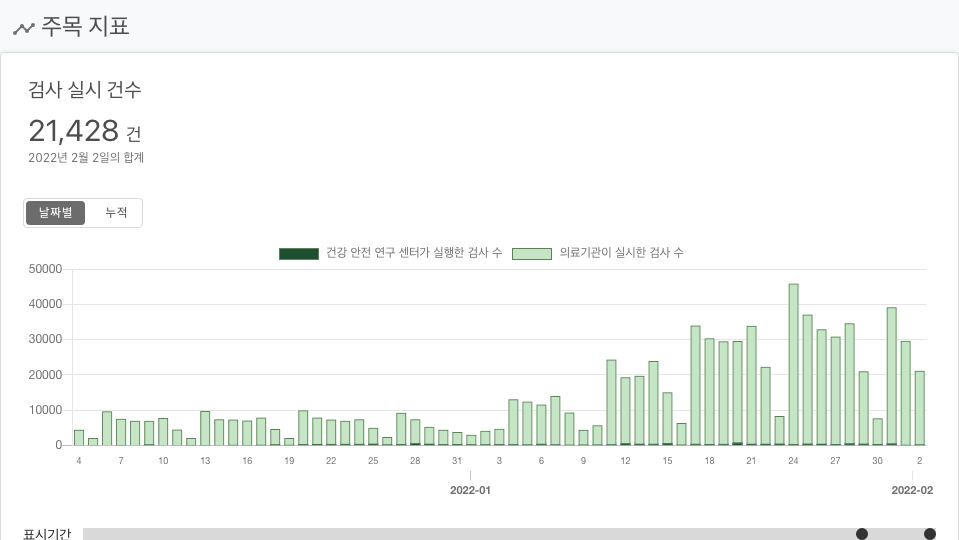 주목 지표
검사 실시 건수
21,428 건
2022년 2월 2일의 합계
날짜별 누적
건강 안전 연구 센터가 실행한 검사 수 의료기관이 실시한 검사 수
50000
40000
30000
20000
10000
0
4 7 10 13 16 19 22 25 28 31 3 6 9 12 15 18 21 24 27 30 2
2022-01 2022-02
표시기간